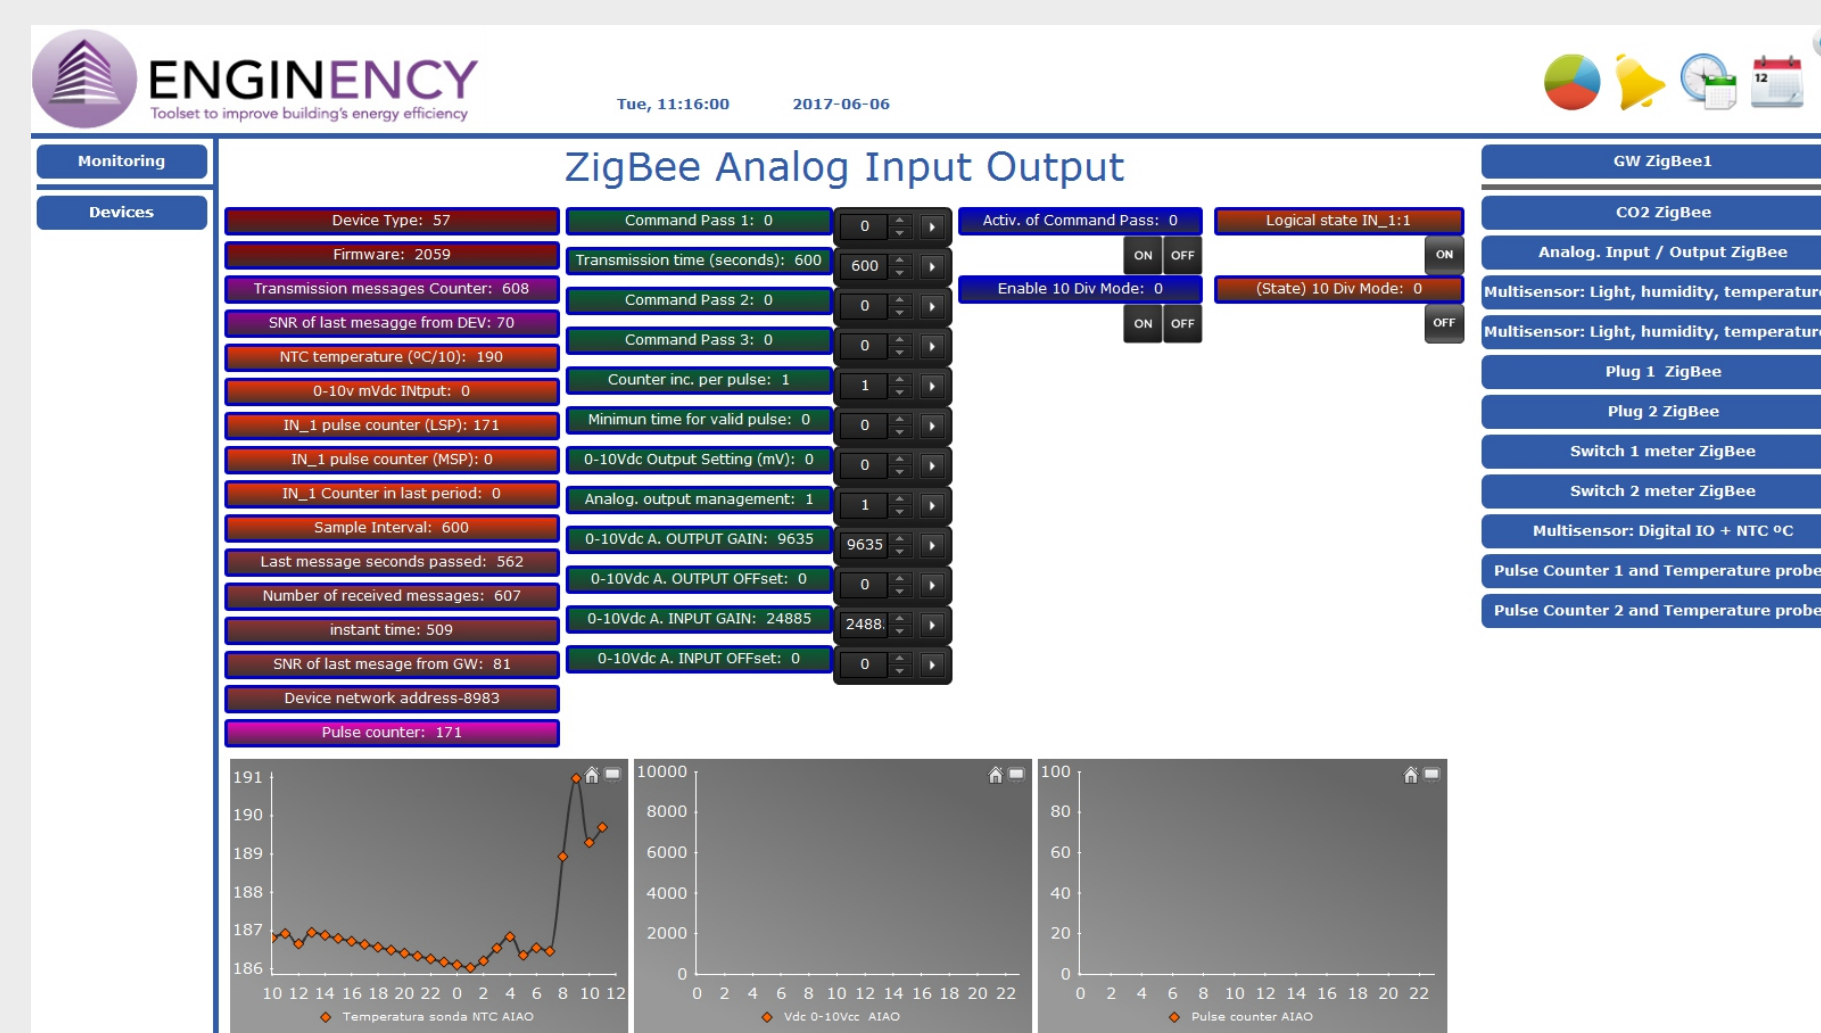 ENGINENCY
Toolset to improve building's energy efficiency
Tue, 11:16:00 2017-06-06
12
Monitoring
Devices
ZigBee Analog Input Output
Device Type: 57
Firmware: 2059
Transmission messages Counter: 608
SNR of last mesagge from DEV: 70
NTC temperature (ºC/10): 190
0-10v mVdc INtput: 0
IN_1 pulse counter (LSP): 171
IN_1 pulse counter (MSP): 0
IN_1 Counter in last period: 0
Sample Interval: 600
Last message seconds passed: 562
Number of received messages: 607
instant time: 509
SNR of last mesage from GW: 81
Device network address-8983
Pulse counter: 171
Command Pass 1: 0 0
Transmission time (seconds): 600 600
Command Pass 2: 0 0
Command Pass 3: 0 0
Counter inc. per pulse: 1 1
Minimun time for valid pulse: 0 0
0-10Vdc Output Setting (mV): 0 0
Analog. output management: 1 1
0-10Vdc A. OUTPUT GAIN: 9635 9635
0-10Vdc A. OUTPUT OFFset: 0 0
0-10Vdc A. INPUT GAIN: 24885 2488.
0-10Vdc A. INPUT OFFset: 0 0
Activ. of Command Pass: 0
ON OFF
Enable 10 Div Mode: 0
ON OFF
Logical state IN_1:1
ON
(State) 10 Div Mode: 0
OFF
GW ZigBee1
CO2 ZigBee
Analog. Input / Output ZigBee
Multisensor: Light, humidity, temperature
Multisensor: Light, humidity, temperature
Plug 1 ZigBee
Plug 2 ZigBee
Switch 1 meter ZigBee
Switch 2 meter ZigBee
Multisensor: Digital IO + NTC ºC
Pulse Counter 1 and Temperature probe
Pulse Counter 2 and Temperature probe
191
190
189
188
187
186
10 12 14 16 18 20 22 0 2 4 6 8 10 12
Temperatura sonda NTC AIAO
10000
8000
6000
4000
2000
0
0 2 4 6 8 10 12 14 16 18 20 22
Vdc 0-10Vcc AIAO
100
80
60
40
20
0
0 2 4 6 8 10 12 14 16 18 20 22
Pulse counter AIAO